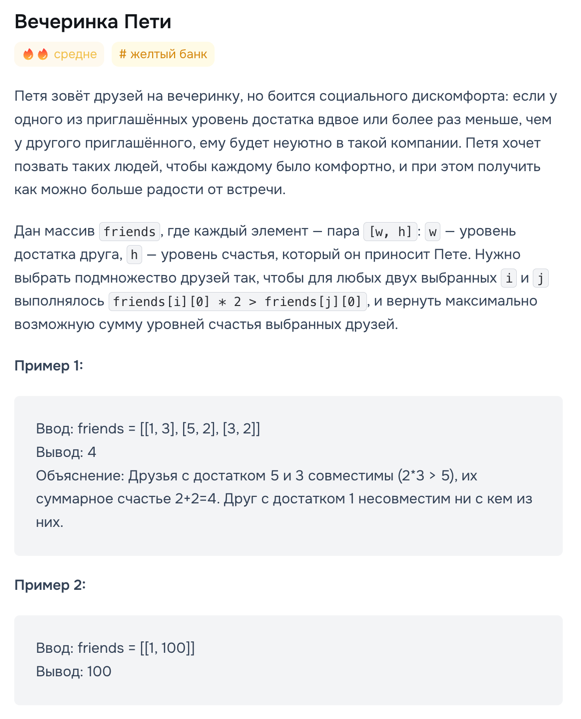 Вечеринка Пети
🔥🔥 средне # желтый банк
Петя зовёт друзей на вечеринку, но боится социального дискомфорта: если у
одного из приглашённых уровень достатка вдвое или более раз меньше, чем
у другого приглашённого, ему будет неуютно в такой компании. Петя хочет
позвать таких людей, чтобы каждому было комфортно, и при этом получить
как можно больше радости от встречи.
Дан массив friends, где каждый элемент — пара [w, h]: w — уровень
достатка друга, h — уровень счастья, который он приносит Пете. Нужно
выбрать подмножество друзей так, чтобы для любых двух выбранных i и j
выполнялось friends[i][0] * 2 > friends[j][0], и вернуть максимально
возможную сумму уровней счастья выбранных друзей.
Пример 1:
Ввод: friends = [[1, 3], [5, 2], [3, 2]]
Вывод: 4
Объяснение: Друзья с достатком 5 и 3 совместимы (2*3 > 5), их
суммарное счастье 2+2=4. Друг с достатком 1 несовместим ни с кем из
них.
Пример 2:
Ввод: friends = [[1, 100]]
Вывод: 100